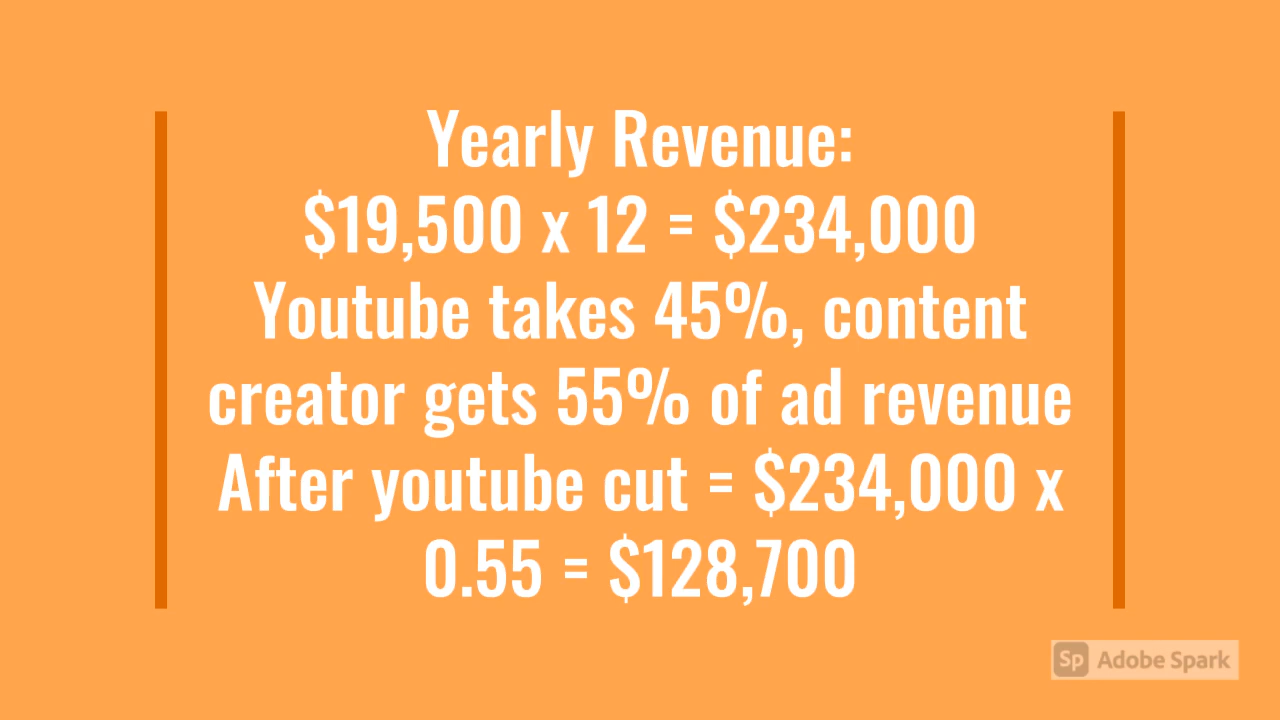 Yearly Revenue:
$19,500 x 12 = $234,000
Youtube takes 45%, content
creator gets 55% of ad revenue
After youtube cut = $234,000 x
0.55 = $128,700
Sp Adobe Spark